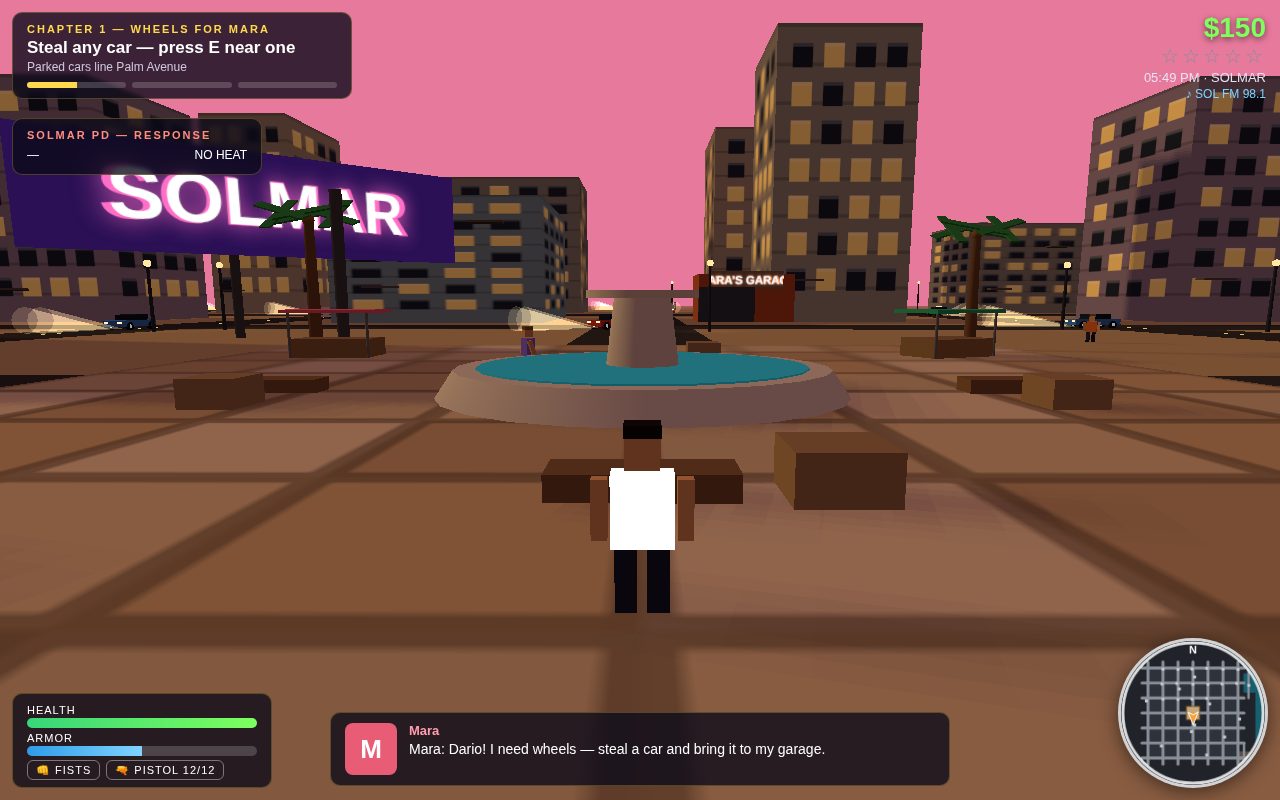 CHAPTER 1 — WHEELS FOR MARA
Steal any car — press E near one
Parked cars line Palm Avenue
SOLMAR PD — RESPONSE
— NO HEAT
$150
05:49 PM · SOLMAR
♪ SOL FM 98.1
SOLMAR
ARA'S GARA
HEALTH
ARMOR
👊 FISTS
🔫 PISTOL 12/12
M
Mara
Mara: Dario! I need wheels — steal a car and bring it to my garage.
N